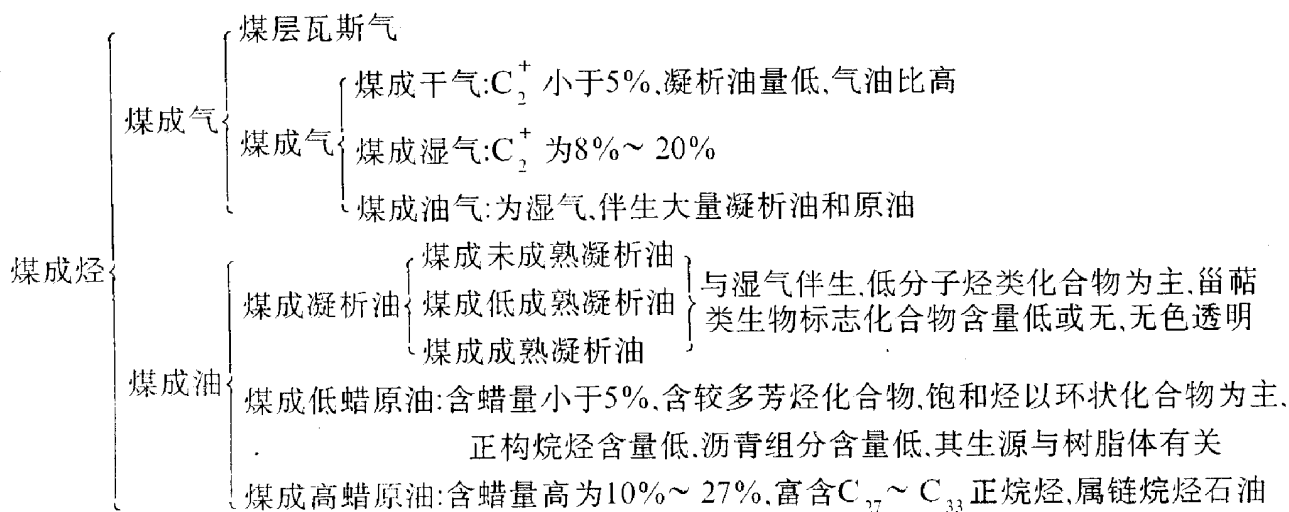 煤层瓦斯气
煤成干气:C₂⁺ 小于5%,凝析油量低,气油比高
煤成气
煤成气
煤成湿气:C₂⁺ 为8%~20%
煤成油气:为湿气,伴生大量凝析油和原油
煤成烃
煤成未成熟凝析油
煤成凝析油
煤成低成熟凝析油
与湿气伴生,低分子烃类化合物为主,甾萜
类生物标志化合物含量低或无,无色透明
煤成成熟凝析油
煤成油
煤成低蜡原油:含蜡量小于5%,含较多芳烃化合物,饱和烃以环状化合物为主,
正构烷烃含量低,沥青组分含量低,其生源与树脂体有关
煤成高蜡原油:含蜡量高为10%~27%,富含C₂₇~C₃₃正烷烃,属链烷烃石油